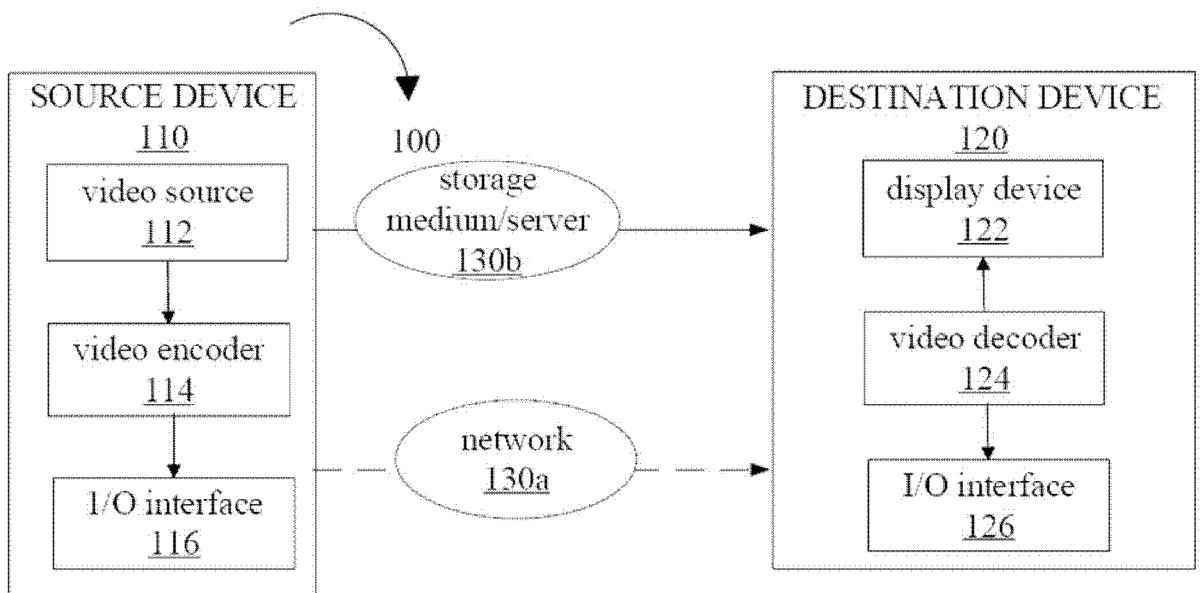 SOURCE DEVICE
110
video source
112
video encoder
114
I/O interface
116
100
storage
medium/server
130b
network
130a
DESTINATION DEVICE
120
display device
122
video decoder
124
I/O interface
126